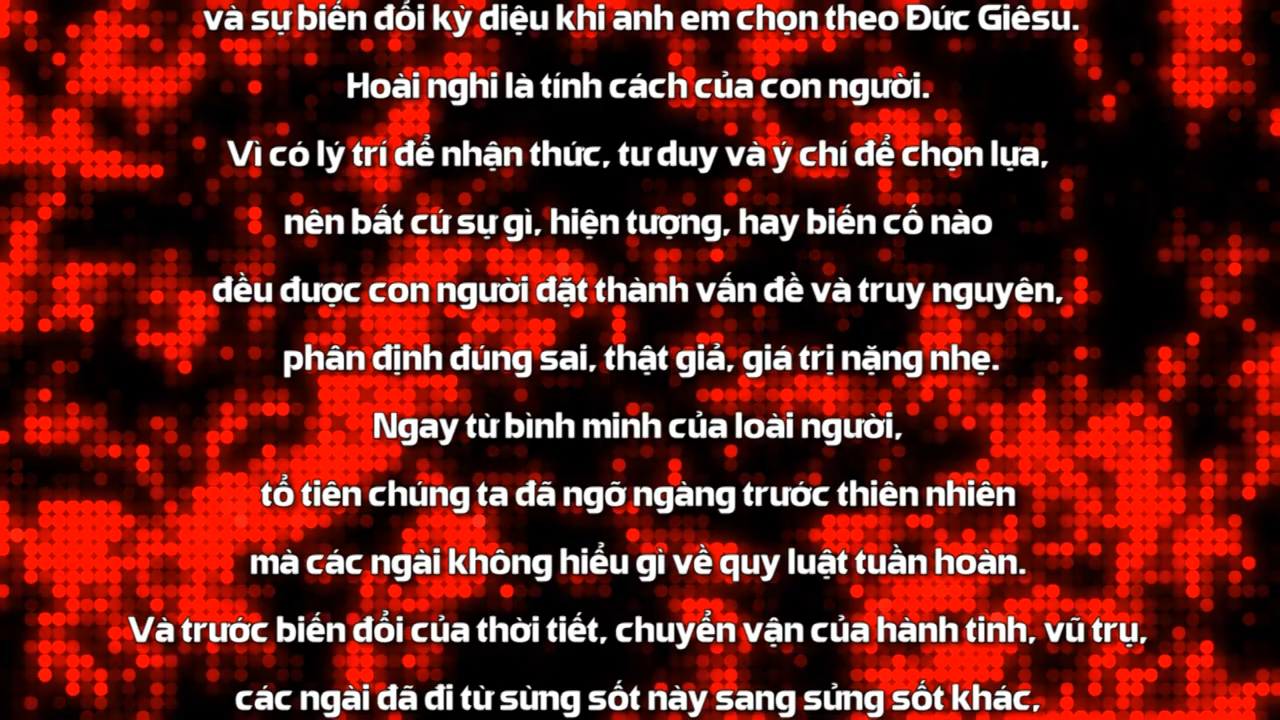 và sự biến đổi kỳ diệu khi anh em chọn theo Đức Giêsu.
Hoài nghi là tính cách của con người.
Vì có lý trí để nhận thức, tư duy và ý chí để chọn lựa,
nên bất cứ sự gì, hiện tượng, hay biến cố nào
đều được con người đặt thành vấn đề và truy nguyên,
phân định đúng sai, thật giả, giá trị nặng nhẹ.
Ngay từ bình minh của loài người,
tổ tiên chúng ta đã ngỡ ngàng trước thiên nhiên
mà các ngài không hiểu gì về quy luật tuần hoàn.
Và trước biến đổi của thời tiết, chuyển vận của hành tinh, vũ trụ,
các ngài đã đi từ sừng sốt này sang sửng sốt khác,